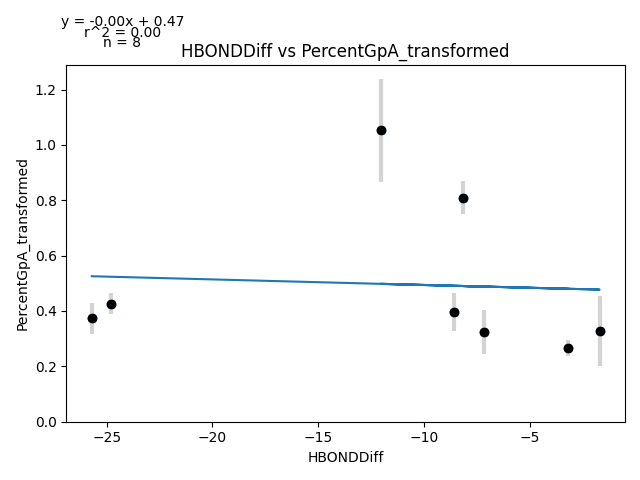 y = -0.00x + 0.47
r^2 = 0.00
n = 8
HBONDDiff vs PercentGpA_transformed
PercentGpA_transformed
1.2
1.0
0.8
0.6
0.4
0.2
0.0
−25
−20
−15
−10
−5
HBONDDiff